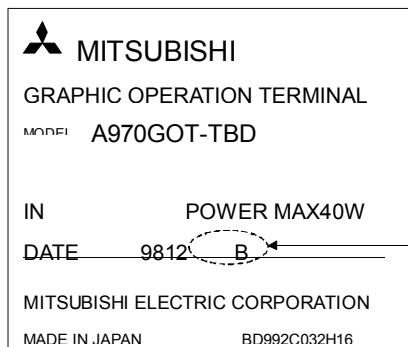 MITSUBISHI
GRAPHIC OPERATION TERMINAL
MODEL A970GOT-TBD
IN POWER MAX40W
DATE 9812 B
MITSUBISHI ELECTRIC CORPORATION
MADE IN JAPAN BD992C032H16